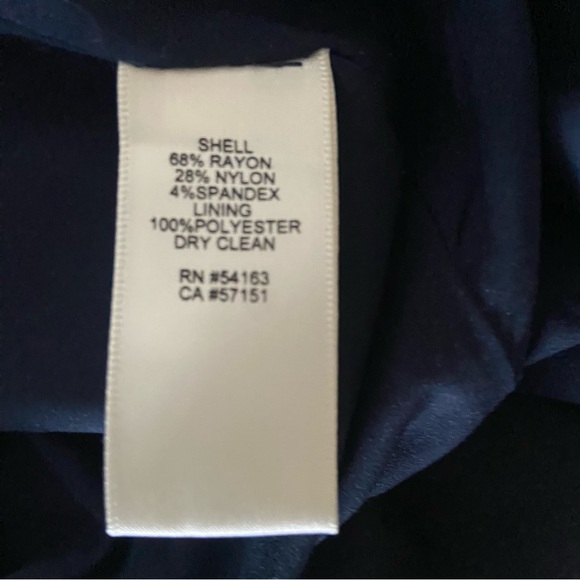 SHELL
68% RAYON
28% NYLON
4%SPANDEX
LINING
100%POLYESTER
DRY CLEAN
RN #54163
CA #57151